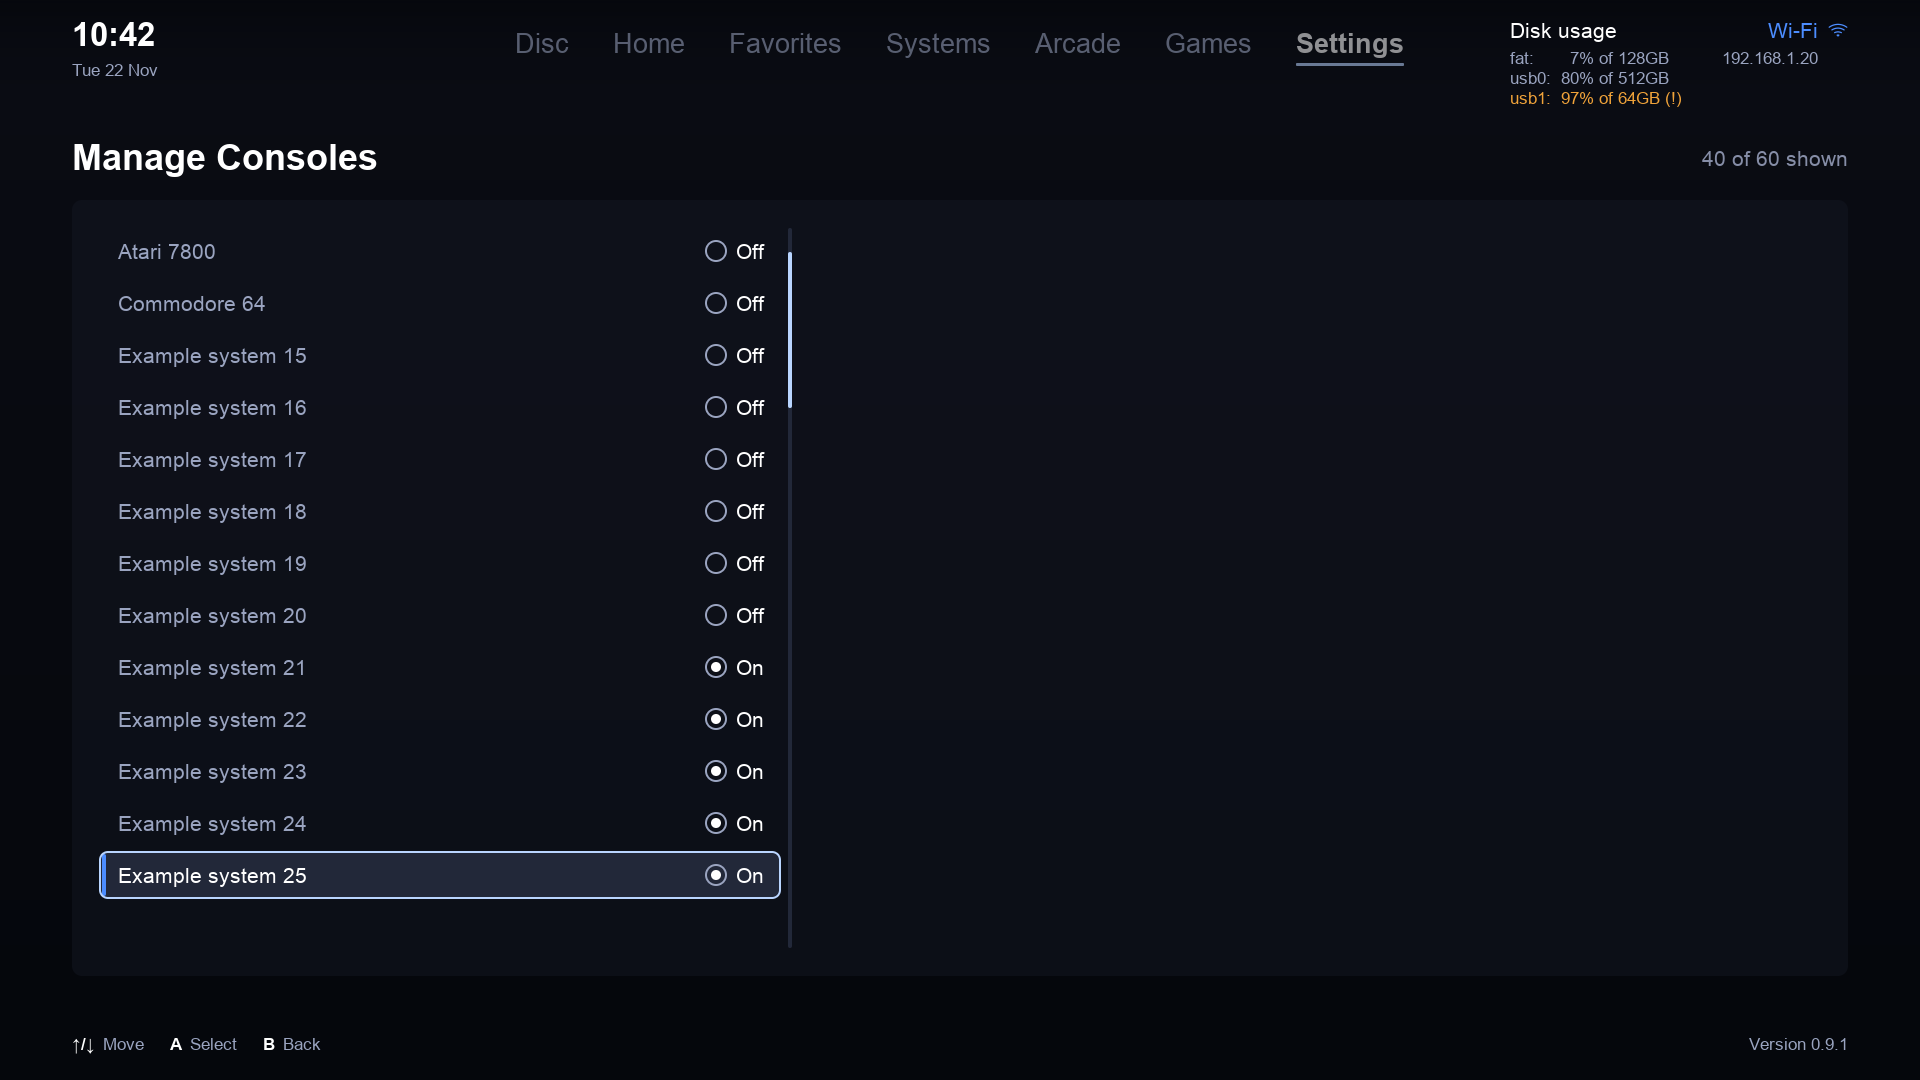 10:42
Tue 22 Nov
Disc Home Favorites Systems Arcade Games Settings
Disk usage
fat: 7% of 128GB
usb0: 80% of 512GB
usb1: 97% of 64GB (!)
Wi-Fi
192.168.1.20
Manage Consoles
40 of 60 shown
Atari 7800 Off
Commodore 64 Off
Example system 15 Off
Example system 16 Off
Example system 17 Off
Example system 18 Off
Example system 19 Off
Example system 20 Off
Example system 21 On
Example system 22 On
Example system 23 On
Example system 24 On
Example system 25 On
↑/↓ Move A Select B Back
Version 0.9.1